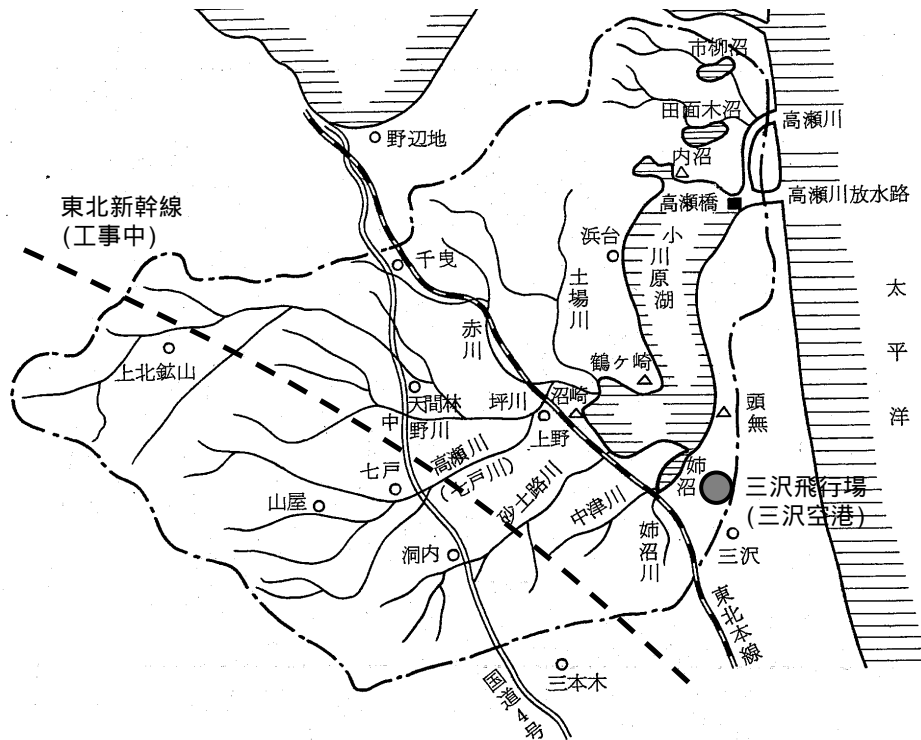 市柳沼
田面木沼
高瀬川
野辺地
内沼
高瀬橋
高瀬川放水路
東北新幹線
(工事中)
浜台
小川原湖
千曳
土場川
太平洋
赤川
鶴ヶ崎
上北鉱山
天間林
坪川
沼崎
頭無
中野川
上野
高瀬川
(七戸川)
七戸
姉沼
三沢飛行場
(三沢空港)
山屋
砂土路川
中津川
姉沼川
三沢
洞内
東北本線
三本木
国道4号